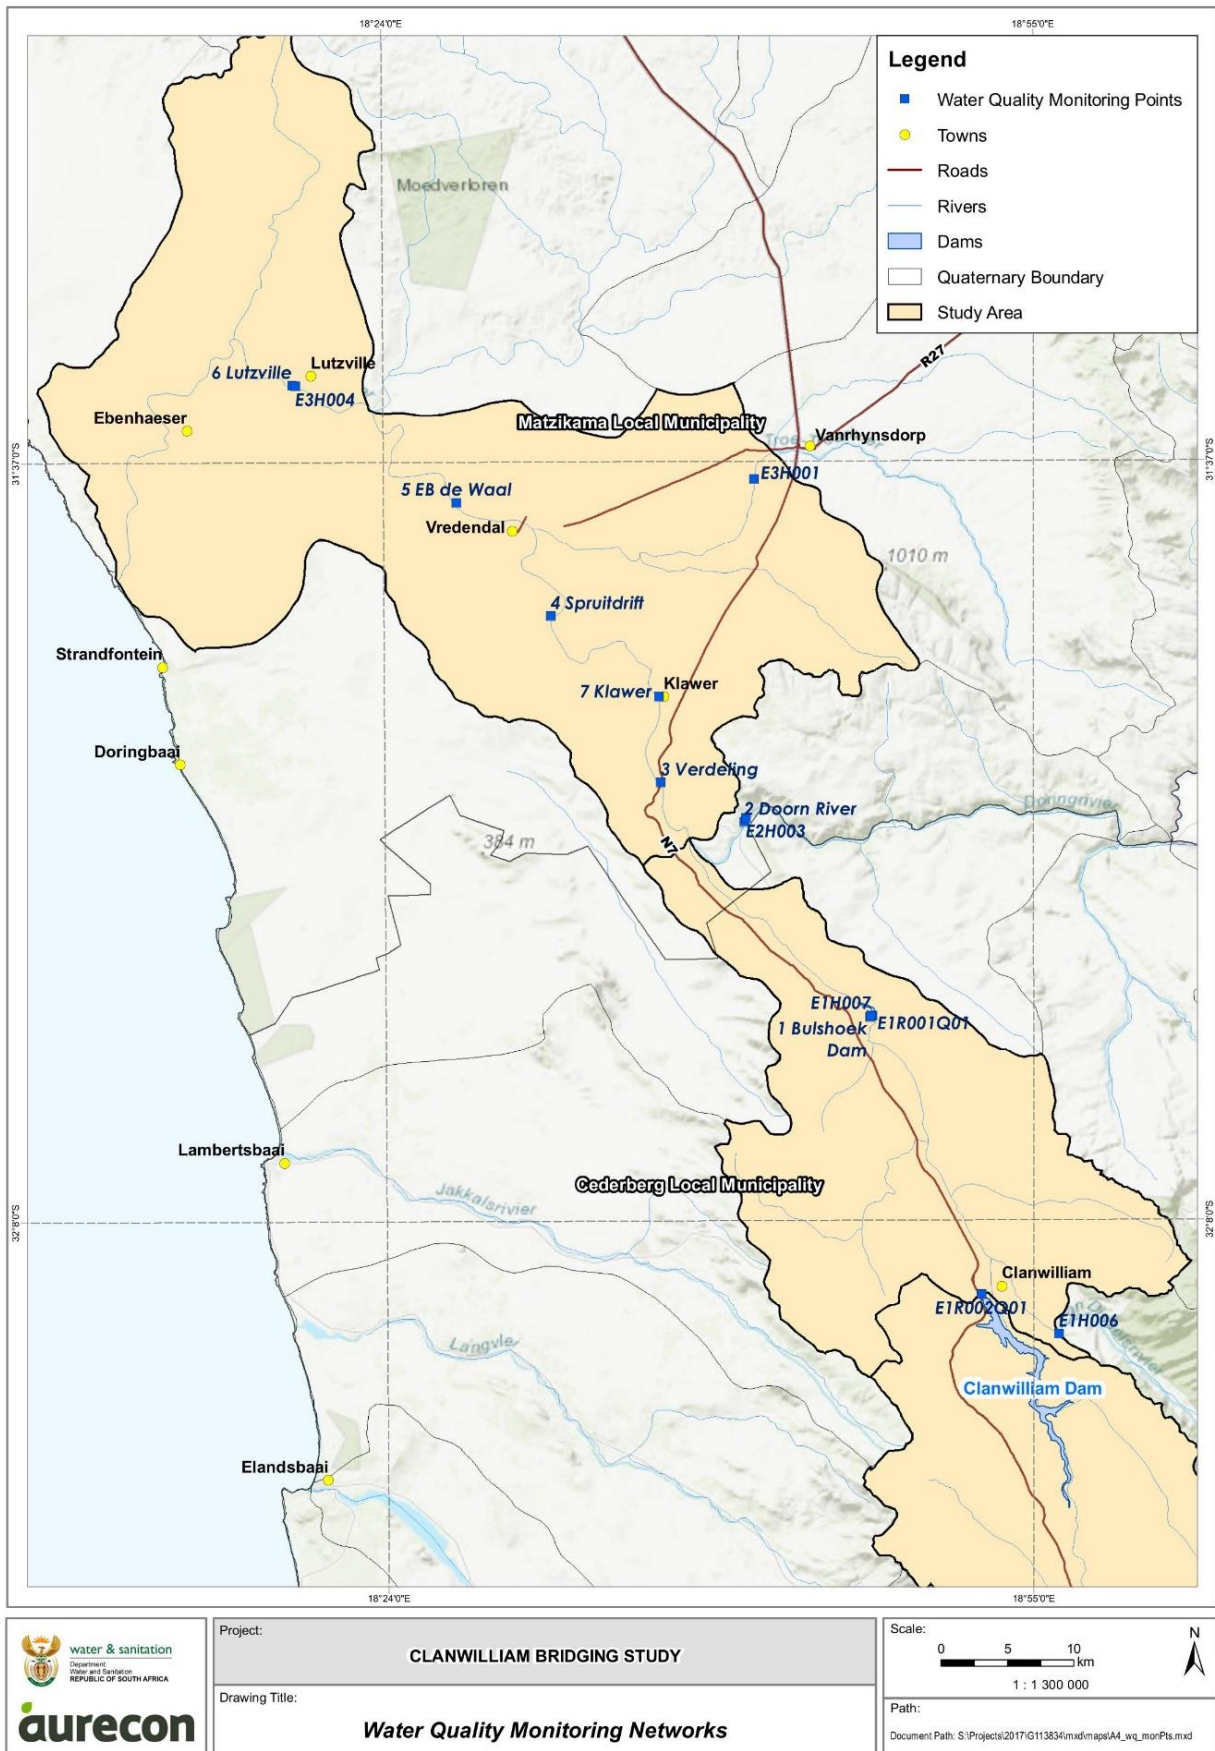 18°24'0"E
18°55'0"E
Legend
Water Quality Monitoring Points
Towns
Roads
Rivers
Dams
Quaternary Boundary
Study Area
Moedverloren
R27
6 Lutzville
Lutzville
E3H004
Ebenhaeser
Matzikama Local Municipality
Vanrhynsdorp
31°37'0"S
31°37'0"S
E3H001
5 EB de Waal
Vredendal
1010 m
4 Spruitdrift
Strandfontein
Klawer
7 Klawer
Doringbaai
3 Verdeling
2 Doorn River
Doringrivier
E2H003
384 m
N7
E1H007
E1R001Q01
1 Bulshoek
Dam
Lambertsbaai
Cederberg Local Municipality
Jakkalsrivier
32°8'0"S
32°8'0"S
Clanwilliam
E1R002Q01
E1H006
Langvlei
Clanwilliam Dam
Elandsbaai
18°24'0"E
18°55'0"E
water & sanitation
Department:
Water and Sanitation
REPUBLIC OF SOUTH AFRICA
aurecon
Project:
CLANWILLIAM BRIDGING STUDY
Drawing Title:
Water Quality Monitoring Networks
Scale:
0 5 10
km
1 : 1 300 000
N
Path:
Document Path: S:\Projects\2017\G113834\mxd\maps\A4_wq_monPts.mxd